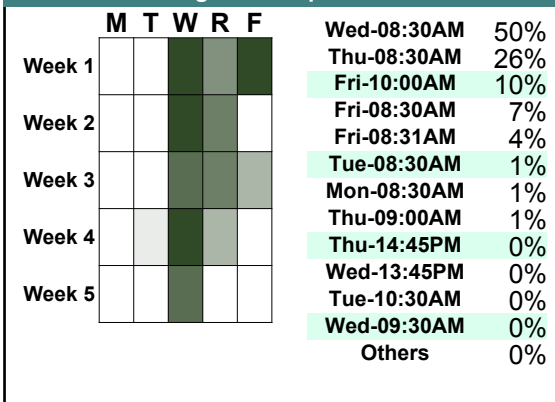 M T W R F
Week 1
Week 2
Week 3
Week 4
Week 5
Wed-08:30AM 50%
Thu-08:30AM 26%
Fri-10:00AM 10%
Fri-08:30AM 7%
Fri-08:31AM 4%
Tue-08:30AM 1%
Mon-08:30AM 1%
Thu-09:00AM 1%
Thu-14:45PM 0%
Wed-13:45PM 0%
Tue-10:30AM 0%
Wed-09:30AM 0%
Others 0%